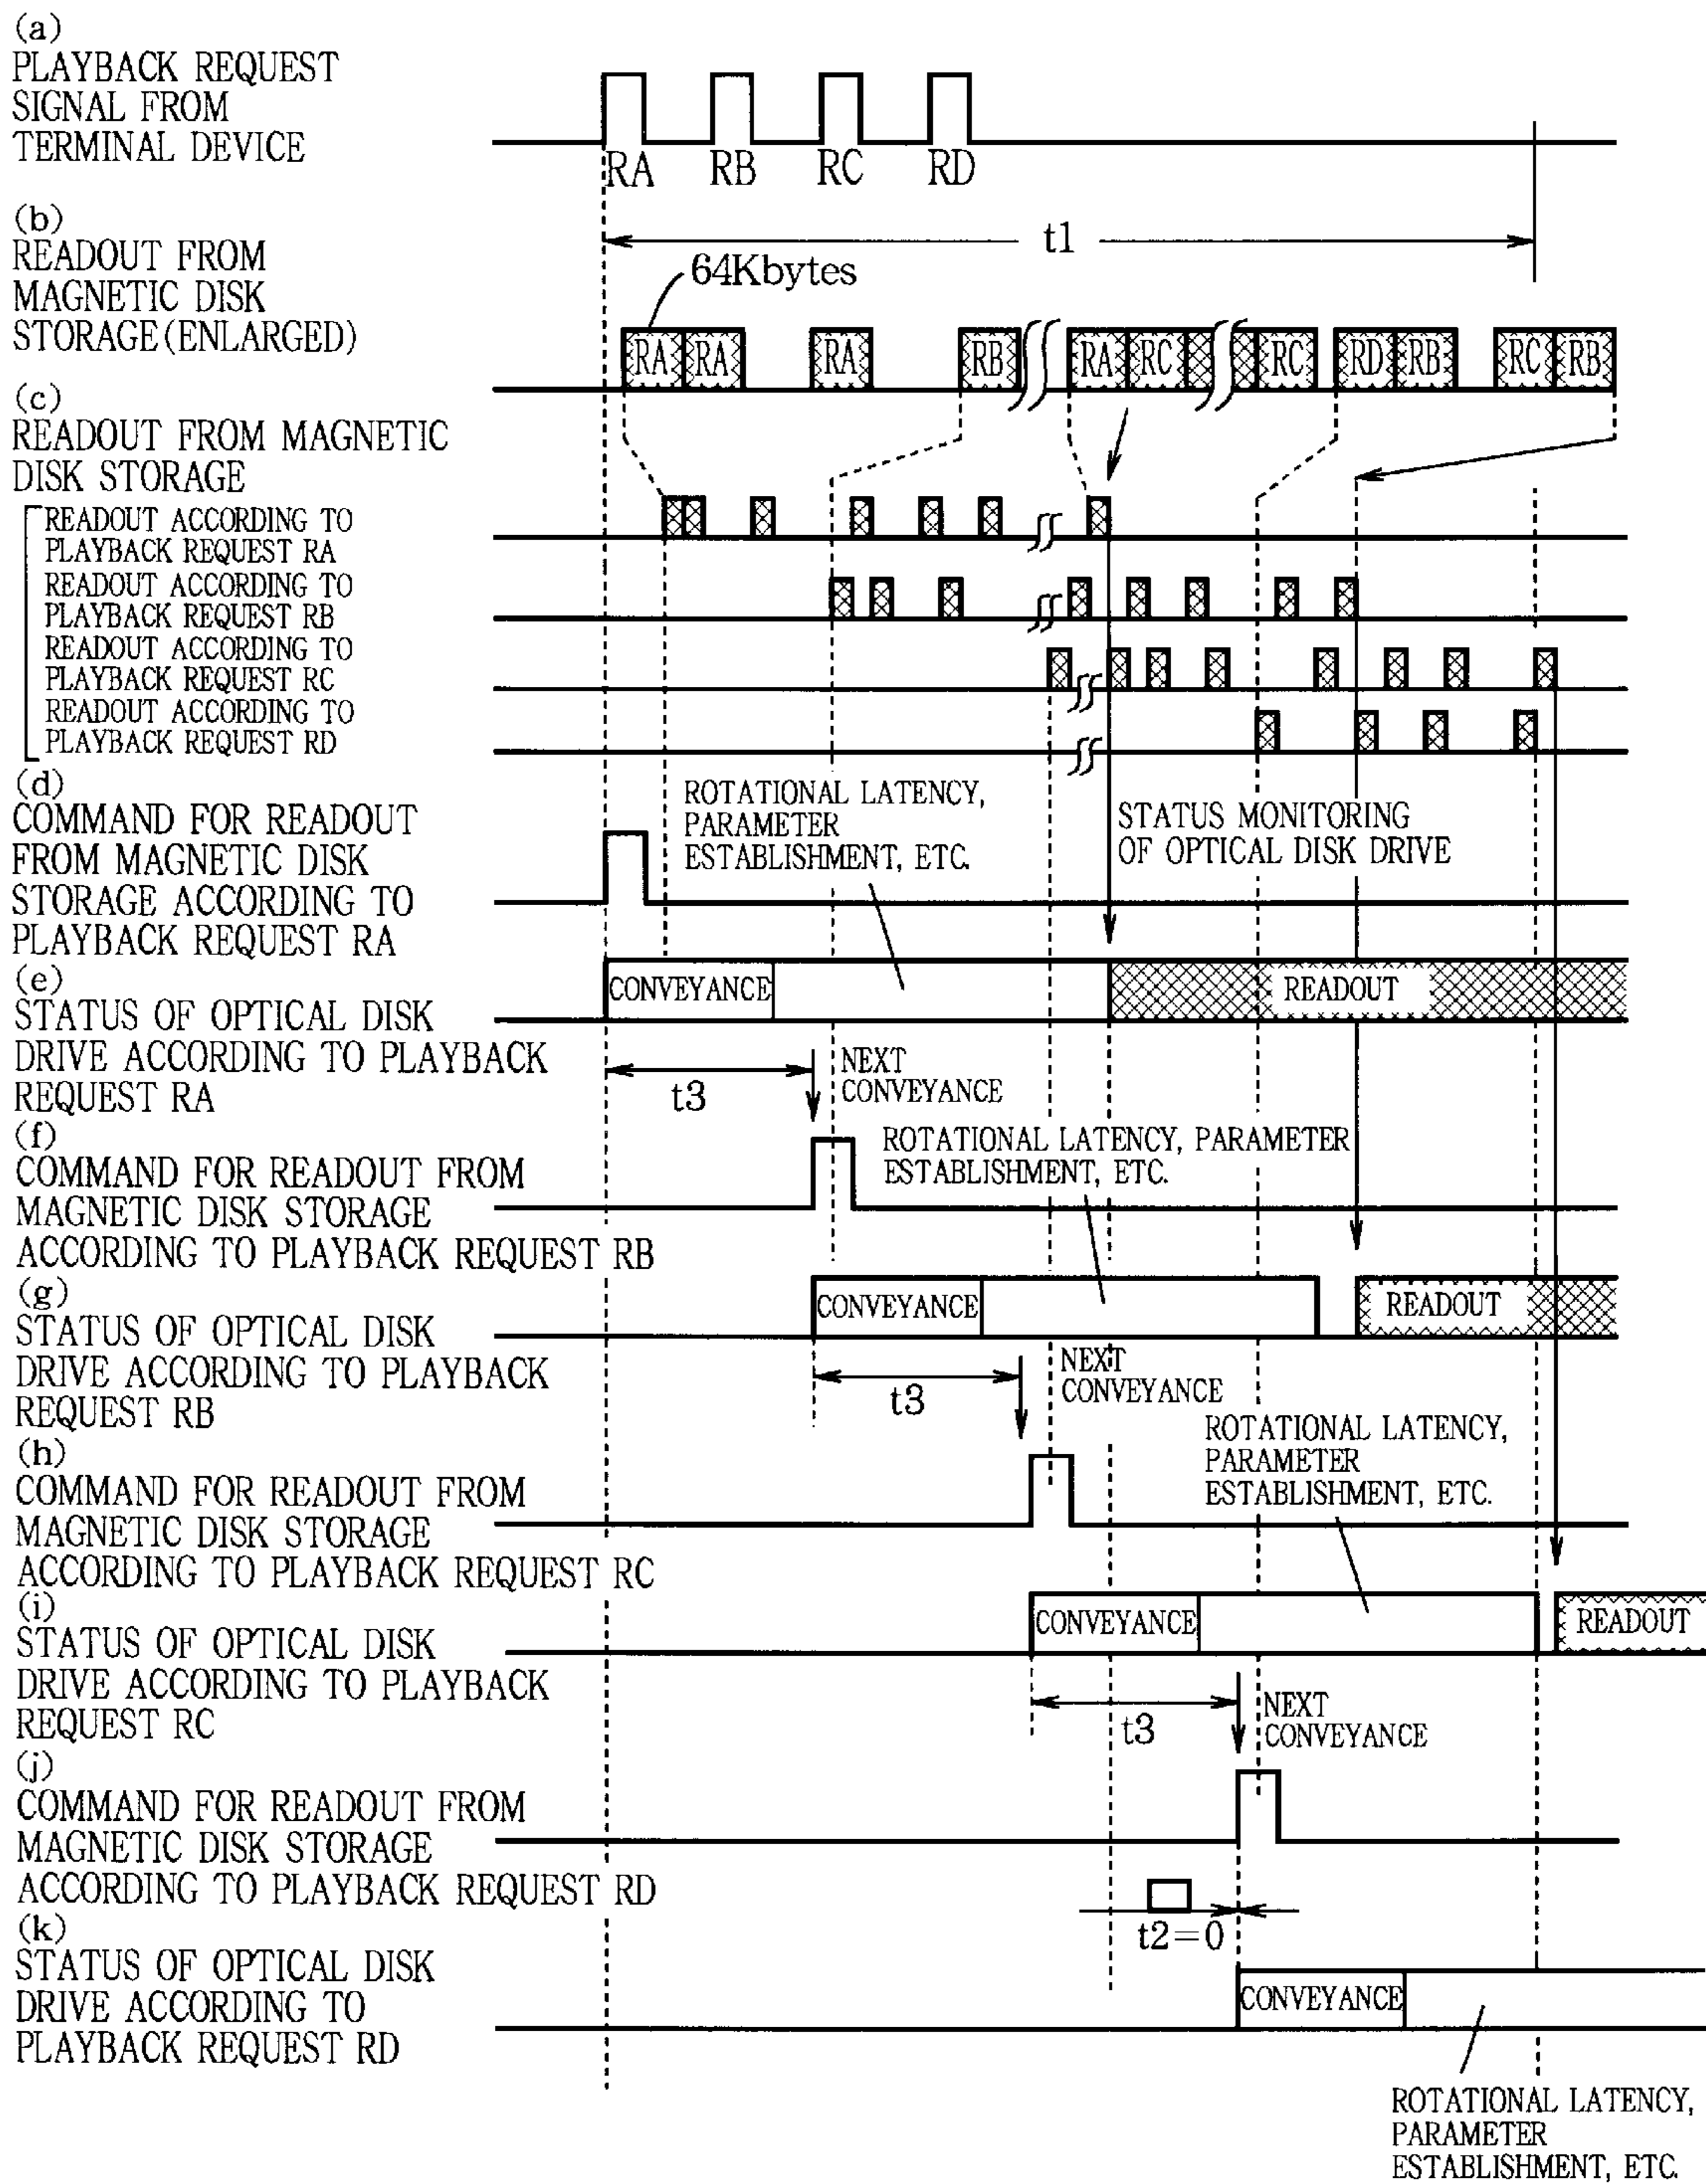 (a)
PLAYBACK REQUEST
SIGNAL FROM
TERMINAL DEVICE
RA RB RC RD
(b)
READOUT FROM
MAGNETIC DISK
STORAGE(ENLARGED)
t1
64Kbytes
RA RA RA RB RA RC RC RD RB RC RB
(c)
READOUT FROM MAGNETIC
DISK STORAGE
READOUT ACCORDING TO
PLAYBACK REQUEST RA
READOUT ACCORDING TO
PLAYBACK REQUEST RB
READOUT ACCORDING TO
PLAYBACK REQUEST RC
READOUT ACCORDING TO
PLAYBACK REQUEST RD
(d)
COMMAND FOR READOUT
FROM MAGNETIC DISK
STORAGE ACCORDING TO
PLAYBACK REQUEST RA
ROTATIONAL LATENCY,
PARAMETER
ESTABLISHMENT, ETC.
STATUS MONITORING
OF OPTICAL DISK DRIVE
(e)
STATUS OF OPTICAL DISK
DRIVE ACCORDING TO PLAYBACK
REQUEST RA
CONVEYANCE
READOUT
t3
NEXT
CONVEYANCE
(f)
COMMAND FOR READOUT FROM
MAGNETIC DISK STORAGE
ACCORDING TO PLAYBACK REQUEST RB
ROTATIONAL LATENCY, PARAMETER
ESTABLISHMENT, ETC.
(g)
STATUS OF OPTICAL DISK
DRIVE ACCORDING TO PLAYBACK
REQUEST RB
CONVEYANCE
READOUT
t3
NEXT
CONVEYANCE
(h)
COMMAND FOR READOUT FROM
MAGNETIC DISK STORAGE
ACCORDING TO PLAYBACK REQUEST RC
ROTATIONAL LATENCY,
PARAMETER
ESTABLISHMENT, ETC.
(i)
STATUS OF OPTICAL DISK
DRIVE ACCORDING TO PLAYBACK
REQUEST RC
CONVEYANCE
READOUT
t3
NEXT
CONVEYANCE
(j)
COMMAND FOR READOUT FROM
MAGNETIC DISK STORAGE
ACCORDING TO PLAYBACK REQUEST RD
t2=0
(k)
STATUS OF OPTICAL DISK
DRIVE ACCORDING TO
PLAYBACK REQUEST RD
CONVEYANCE
ROTATIONAL LATENCY,
PARAMETER
ESTABLISHMENT, ETC.